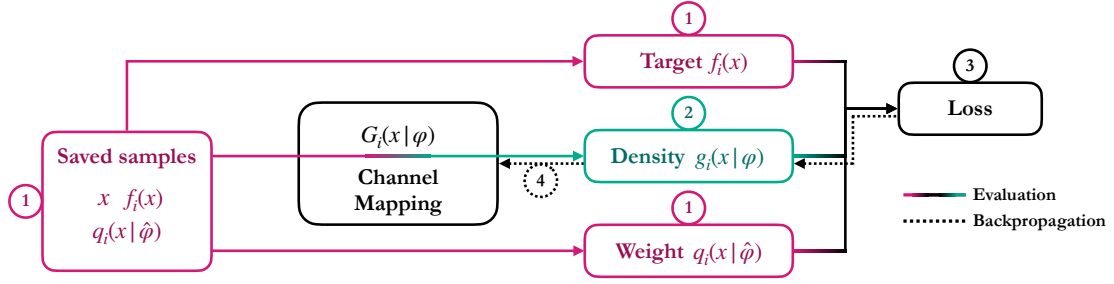 1
Target f_i(x)
3
Loss
G_i(x|φ)
Channel
Mapping
2
Density g_i(x|φ)
4
Saved samples
x f_i(x)
q_i(x|φ̂)
1
1
Weight q_i(x|φ̂)
Evaluation
Backpropagation